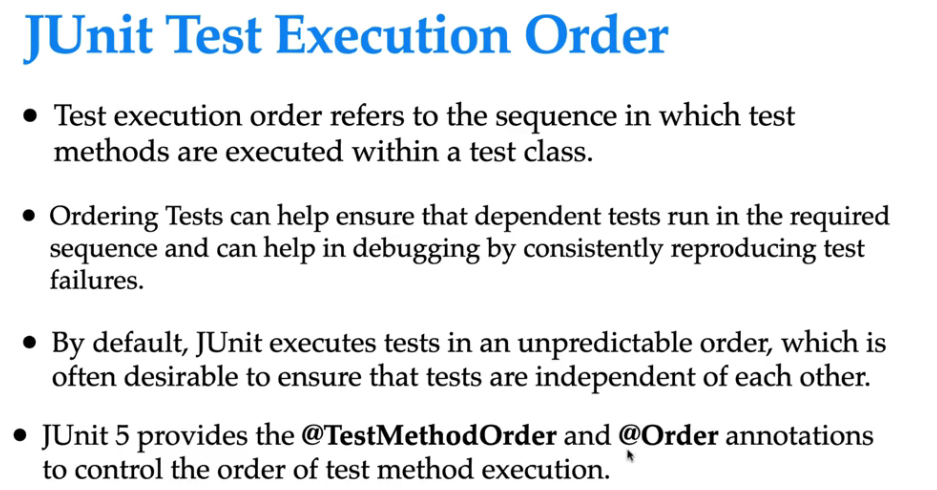 JUnit Test Execution Order
• Test execution order refers to the sequence in which test
methods are executed within a test class.
• Ordering Tests can help ensure that dependent tests run in the required
sequence and can help in debugging by consistently reproducing test
failures.
• By default, JUnit executes tests in an unpredictable order, which is
often desirable to ensure that tests are independent of each other.
• JUnit 5 provides the @TestMethodOrder and @Order annotations
to control the order of test method execution.